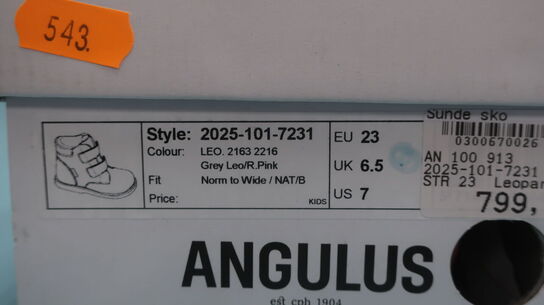 543.
Style: 2025-101-7231
Colour: LEO. 2163 2216
Grey Leo/R.Pink
Fit Norm to Wide / NAT/B
Price:
KIDS
EU 23
UK 6.5
US 7
Sunde sko
0300670026
AN 100 913
2025-101-7231
STR 23 Leopar
799,
ANGULUS
est cph 1904